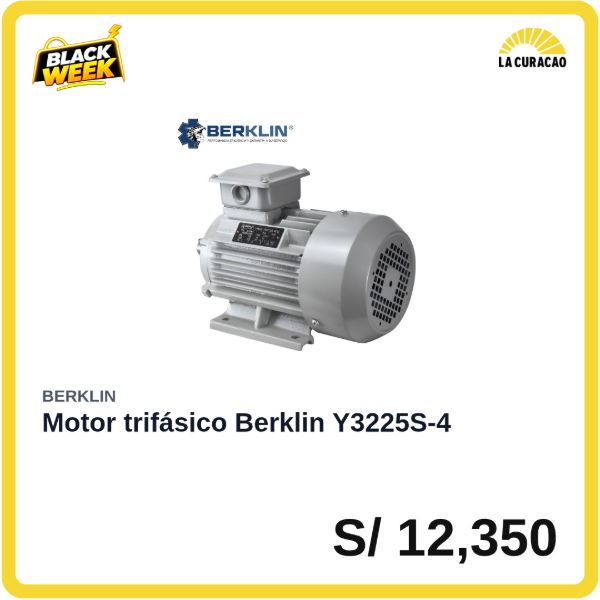 BLACK
WEEK
LA CURACAO
BERKLIN®
BERKLIN
Motor trifásico Berklin Y3225S-4
S/ 12,350